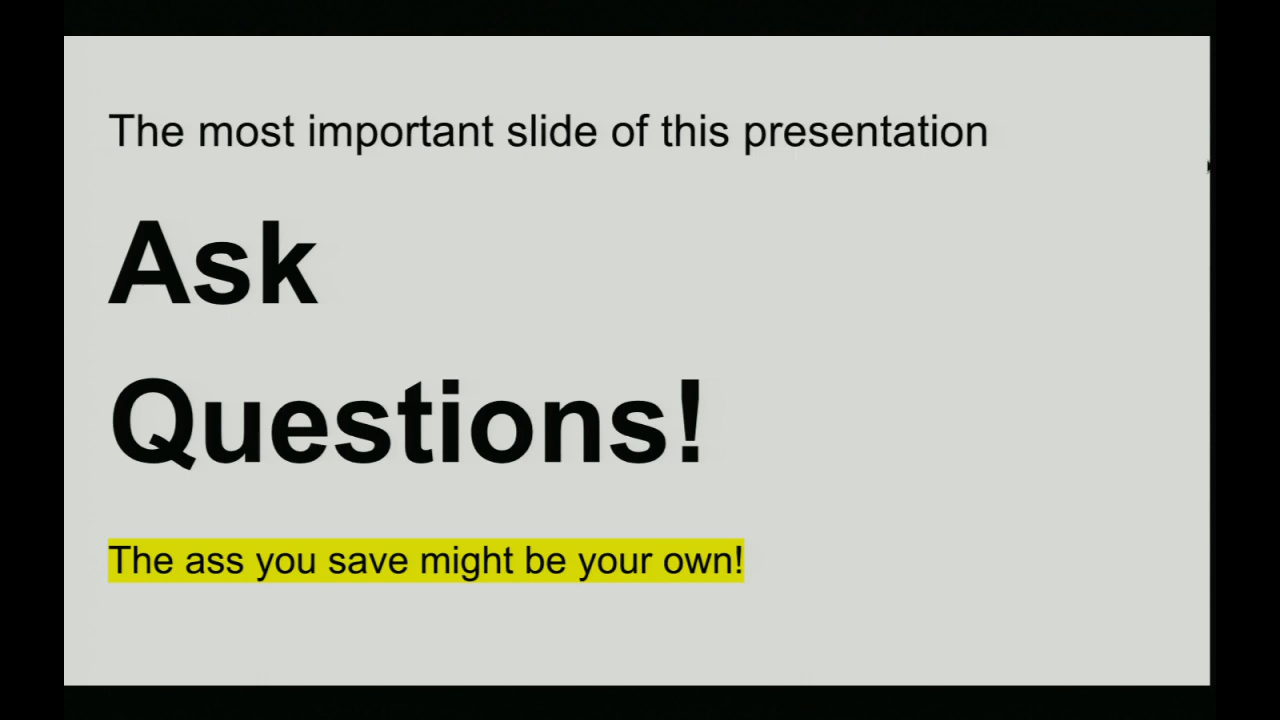 The most important slide of this presentation
Ask
Questions!
The ass you save might be your own!